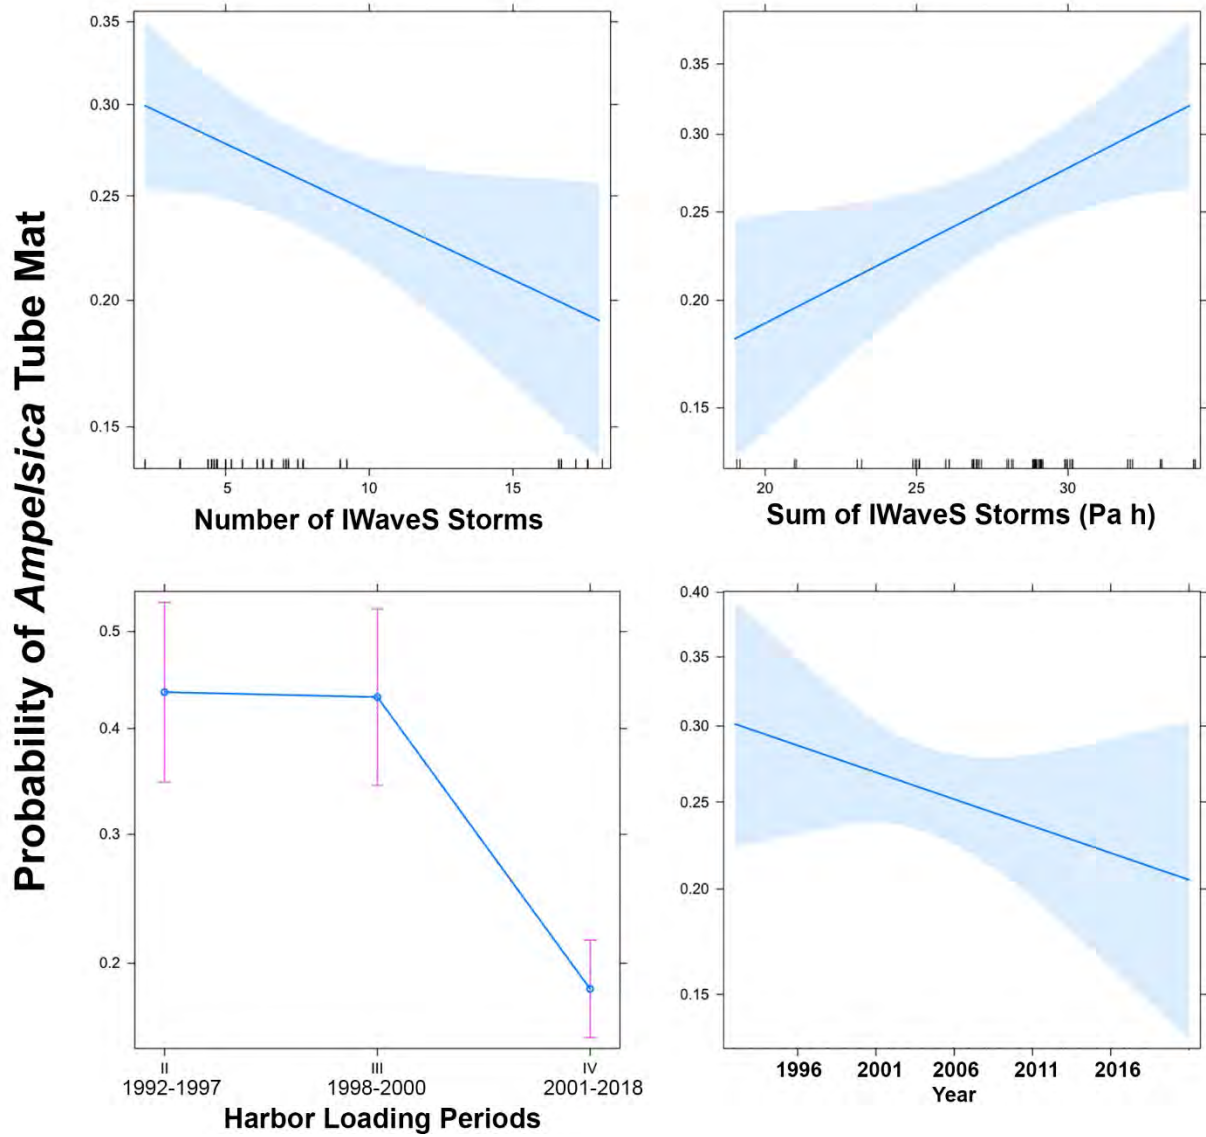 Probability of Ampelsica Tube Mat
0.35
0.30
0.25
0.20
0.15
5 10 15
Number of IWaveS Storms
0.35
0.30
0.25
0.20
0.15
20 25 30
Sum of IWaveS Storms (Pa h)
0.5
0.4
0.3
0.2
II III IV
1992-1997 1998-2000 2001-2018
Harbor Loading Periods
0.40
0.35
0.30
0.25
0.20
0.15
1996 2001 2006 2011 2016
Year